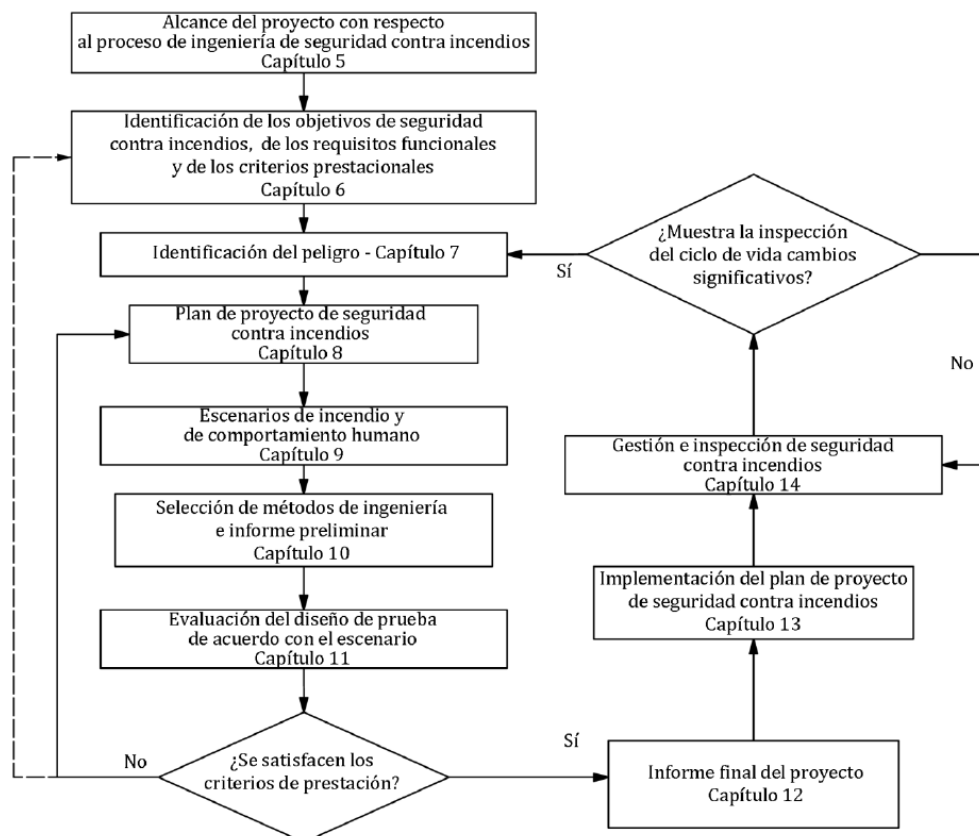 Alcance del proyecto con respecto
al proceso de ingeniería de seguridad contra incendios
Capítulo 5
Identificación de los objetivos de seguridad
contra incendios, de los requisitos funcionales
y de los criterios prestacionales
Capítulo 6
Identificación del peligro - Capítulo 7
Plan de proyecto de seguridad
contra incendios
Capítulo 8
Escenarios de incendio y
de comportamiento humano
Capítulo 9
Selección de métodos de ingeniería
e informe preliminar
Capítulo 10
Evaluación del diseño de prueba
de acuerdo con el escenario
Capítulo 11
¿Se satisfacen los
criterios de prestación?
No
Sí
Informe final del proyecto
Capítulo 12
Implementación del plan de proyecto
de seguridad contra incendios
Capítulo 13
Gestión e inspección de seguridad
contra incendios
Capítulo 14
¿Muestra la inspección
del ciclo de vida cambios
significativos?
Sí
No